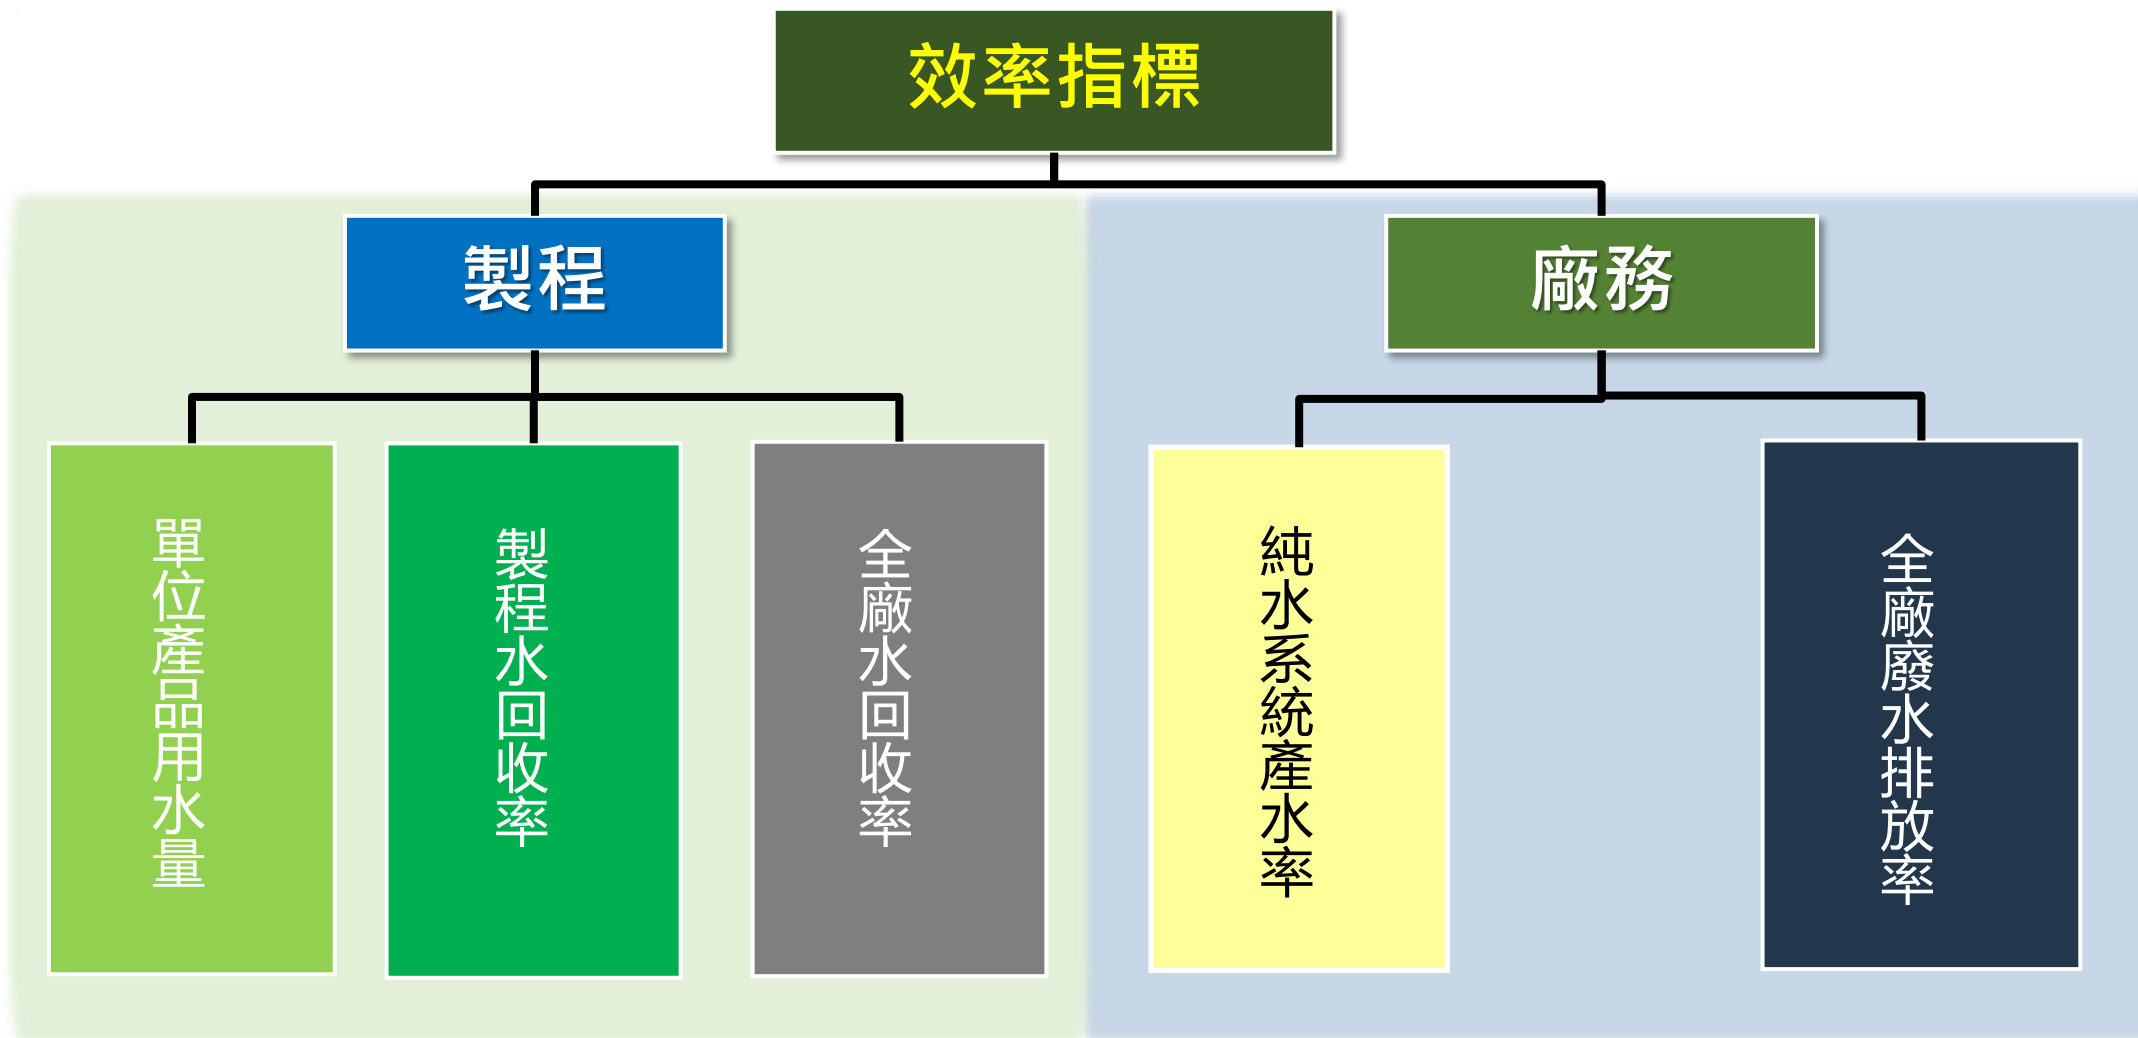 效率指標
製程
廠務
單位產品用水量
製程水回收率
全廠水回收率
純水系統產水率
全廠廢水排放率